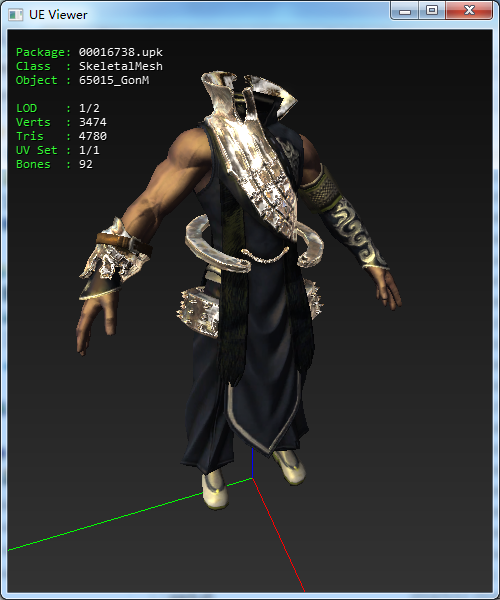 UE Viewer
Package: 00016738.upk
Class : SkeletalMesh
Object : 65015_GonM
LOD : 1/2
Verts : 3474
Tris : 4780
UV Set : 1/1
Bones : 92